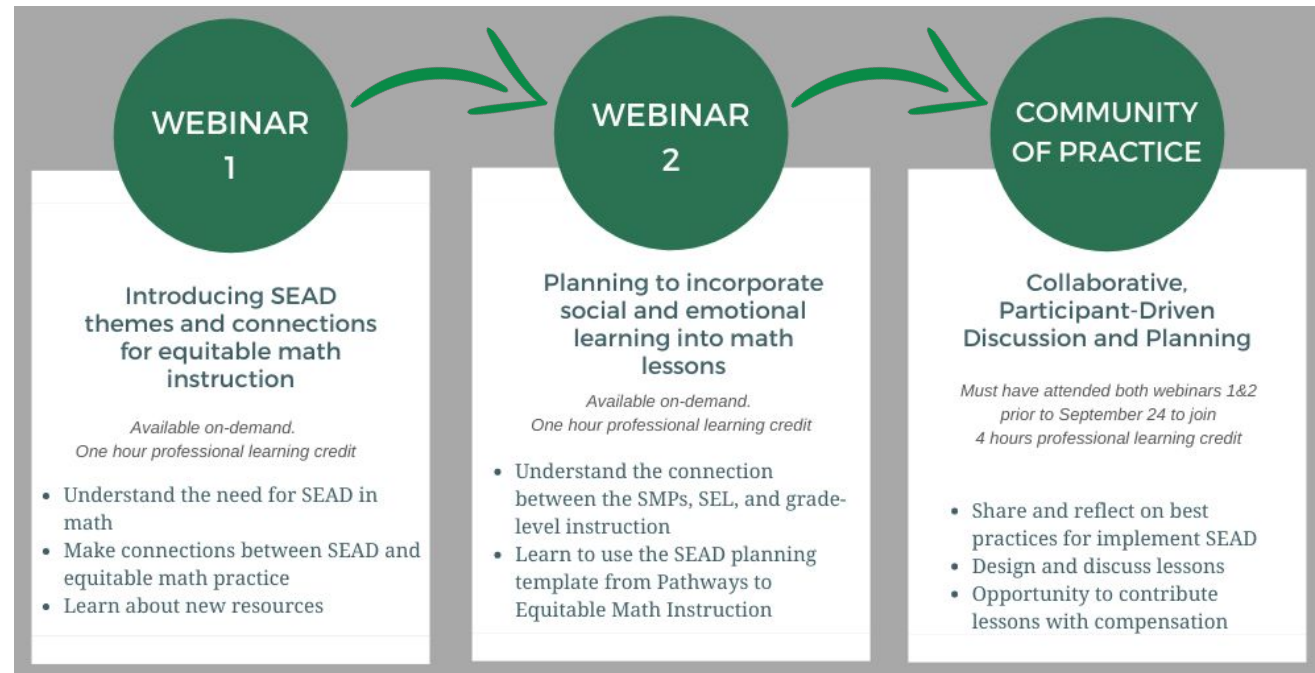 WEBINAR
1
Introducing SEAD
themes and connections
for equitable math
instruction
Available on-demand.
One hour professional learning credit
• Understand the need for SEAD in
math
• Make connections between SEAD and
equitable math practice
• Learn about new resources
WEBINAR
2
Planning to incorporate
social and emotional
learning into math
lessons
Available on-demand.
One hour professional learning credit
• Understand the connection
between the SMPs, SEL, and grade-
level instruction
• Learn to use the SEAD planning
template from Pathways to
Equitable Math Instruction
COMMUNITY
OF PRACTICE
Collaborative,
Participant-Driven
Discussion and Planning
Must have attended both webinars 1&2
prior to September 24 to join
4 hours professional learning credit
• Share and reflect on best
practices for implement SEAD
• Design and discuss lessons
• Opportunity to contribute
lessons with compensation